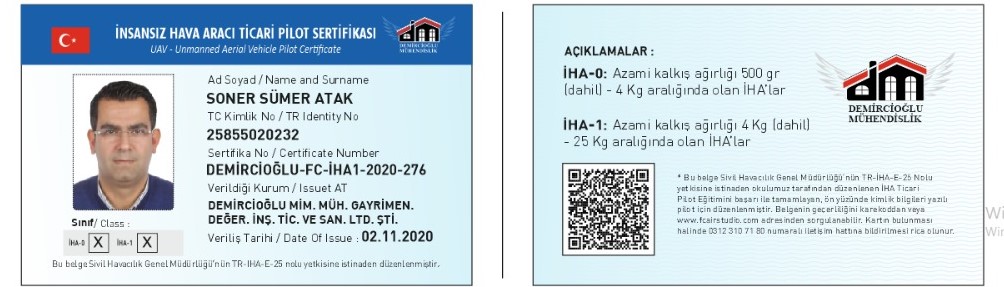 İNSANSIZ HAVA ARACI TİCARİ PİLOT SERTİFİKASI
UAV - Unmanned Aerial Vehicle Pilot Certificate
DEMİRCİOĞLU
MÜHENDİSLİK
Ad Soyad / Name and Surname
SONER SÜMER ATAK
TC Kimlik No / TR Identity No
25855020232
Sertifika No / Certificate Number
DEMİRCİOĞLU-FC-İHA1-2020-276
Verildiği Kurum / Issuet AT
DEMİRCİOĞLU MİM. MÜH. GAYRİMEN.
DEĞER. İNŞ. TİC. VE SAN. LTD. ŞTİ.
Veriliş Tarihi / Date Of Issue : 02.11.2020
Sınıf/ Class :
İHA-0 X İHA-1 X
Bu belge Sivil Havacılık Genel Müdürlüğü'nün TR-IHA-E-25 nolu yetkisine istinaden düzenlenmiştir.
AÇIKLAMALAR :
İHA-0: Azami kalkış ağırlığı 500 gr
(dahil) - 4 Kg aralığında olan İHA'lar
İHA-1: Azami kalkış ağırlığı 4 Kg (dahil)
- 25 Kg aralığında olan İHA'lar
dm
DEMİRCİOĞLU
MÜHENDİSLİK
* Bu belge Sivil Havacılık Genel Müdürlüğü'nün TR-İHA-E-25 Nolu
yetkisine istinaden okulumuz tarafından düzenlenen İHA Ticari
Pilot Eğitimini başarı ile tamamlayan, ön yüzünde kimlik bilgileri yazılı
pilot için düzenlenmiştir. Belgenin geçerliliğini karakoddan veya
www.fcairstudio.com adresinden sorgulanabilir. Kartın bulunması
halinde 0312 310 71 80 numaralı iletişim hattına bildirilmesi rica olunur.